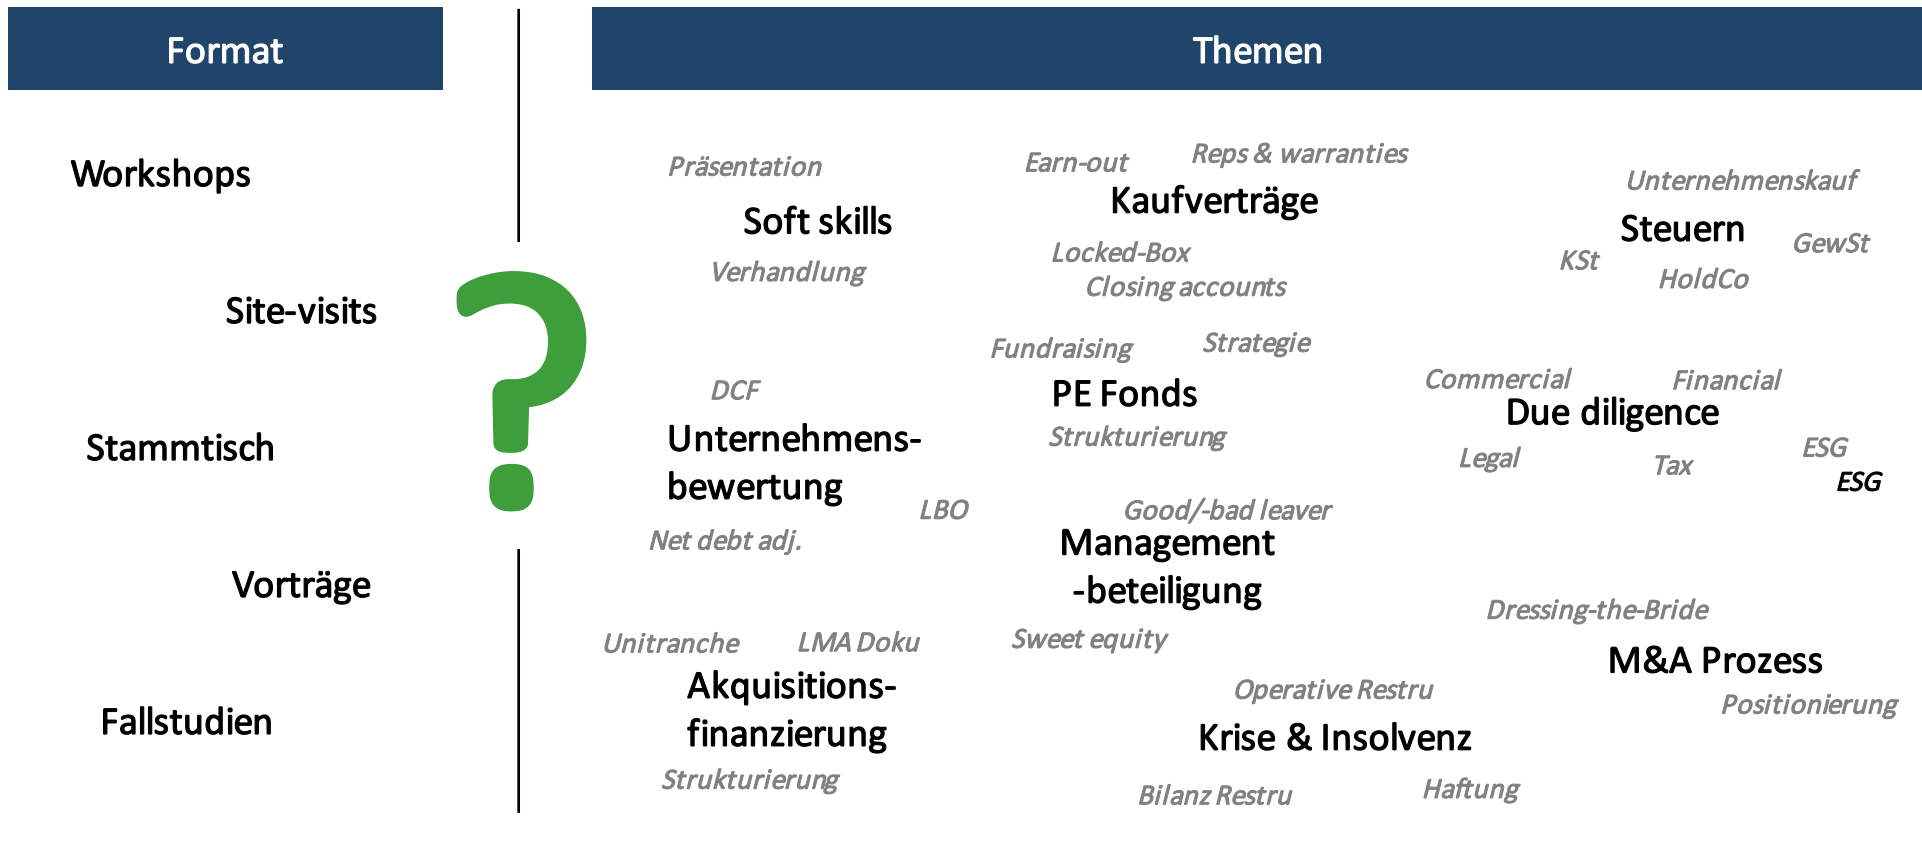 Format
Workshops
Site-visits
Stammtisch
Vorträge
Fallstudien
?
Themen
Präsentation
Soft skills
Verhandlung
Earn-out
Reps & warranties
Kaufverträge
Locked-Box
Closing accounts
Unternehmenskauf
Steuern
KSt
GewSt
HoldCo
DCF
Unternehmens-
bewertung
LBO
Net debt adj.
Fundraising
Strategie
PE Fonds
Strukturierung
Commercial
Financial
Due diligence
Legal
Tax
ESG
ESG
Good/-bad leaver
Management
-beteiligung
Sweet equity
Unitranche
LMA Doku
Akquisitions-
finanzierung
Strukturierung
Operative Restru
Krise & Insolvenz
Bilanz Restru
Haftung
Dressing-the-Bride
M&A Prozess
Positionierung